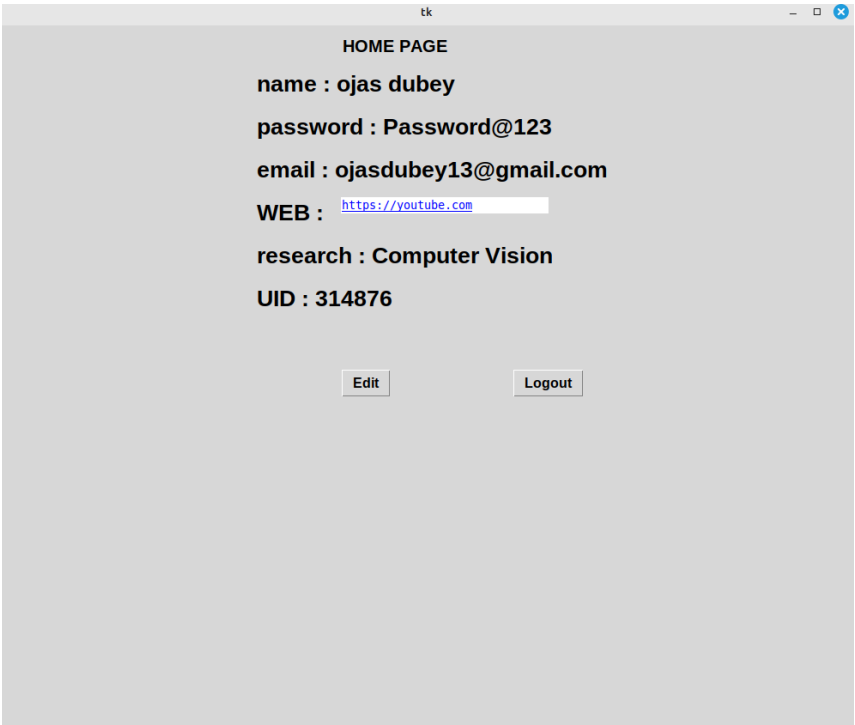 tk
HOME PAGE
name : ojas dubey
password : Password@123
email : ojasdubey13@gmail.com
WEB : https://youtube.com
research : Computer Vision
UID : 314876
Edit Logout